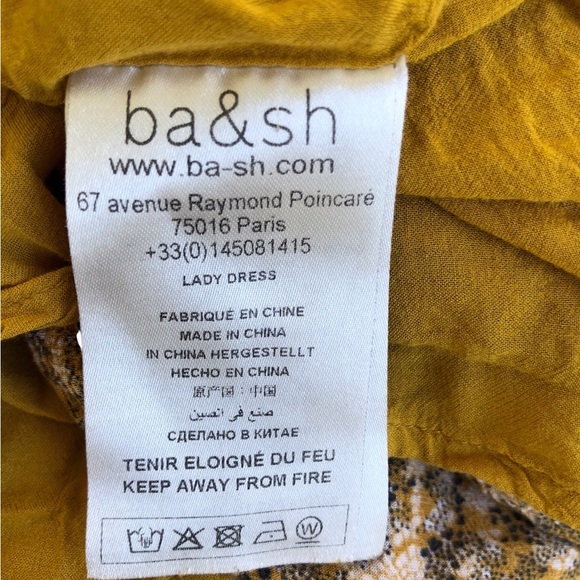 ba&sh
www.ba-sh.com
67 avenue Raymond Poincaré
75016 Paris
+33(0)145081415
LADY DRESS
FABRIQUÉ EN CHINE
MADE IN CHINA
IN CHINA HERGESTELLT
HECHO EN CHINA
原产国：中国
صنع في انصين
СДЕЛАНО В КИТАЕ
TENIR ELOIGNÉ DU FEU
KEEP AWAY FROM FIRE
W